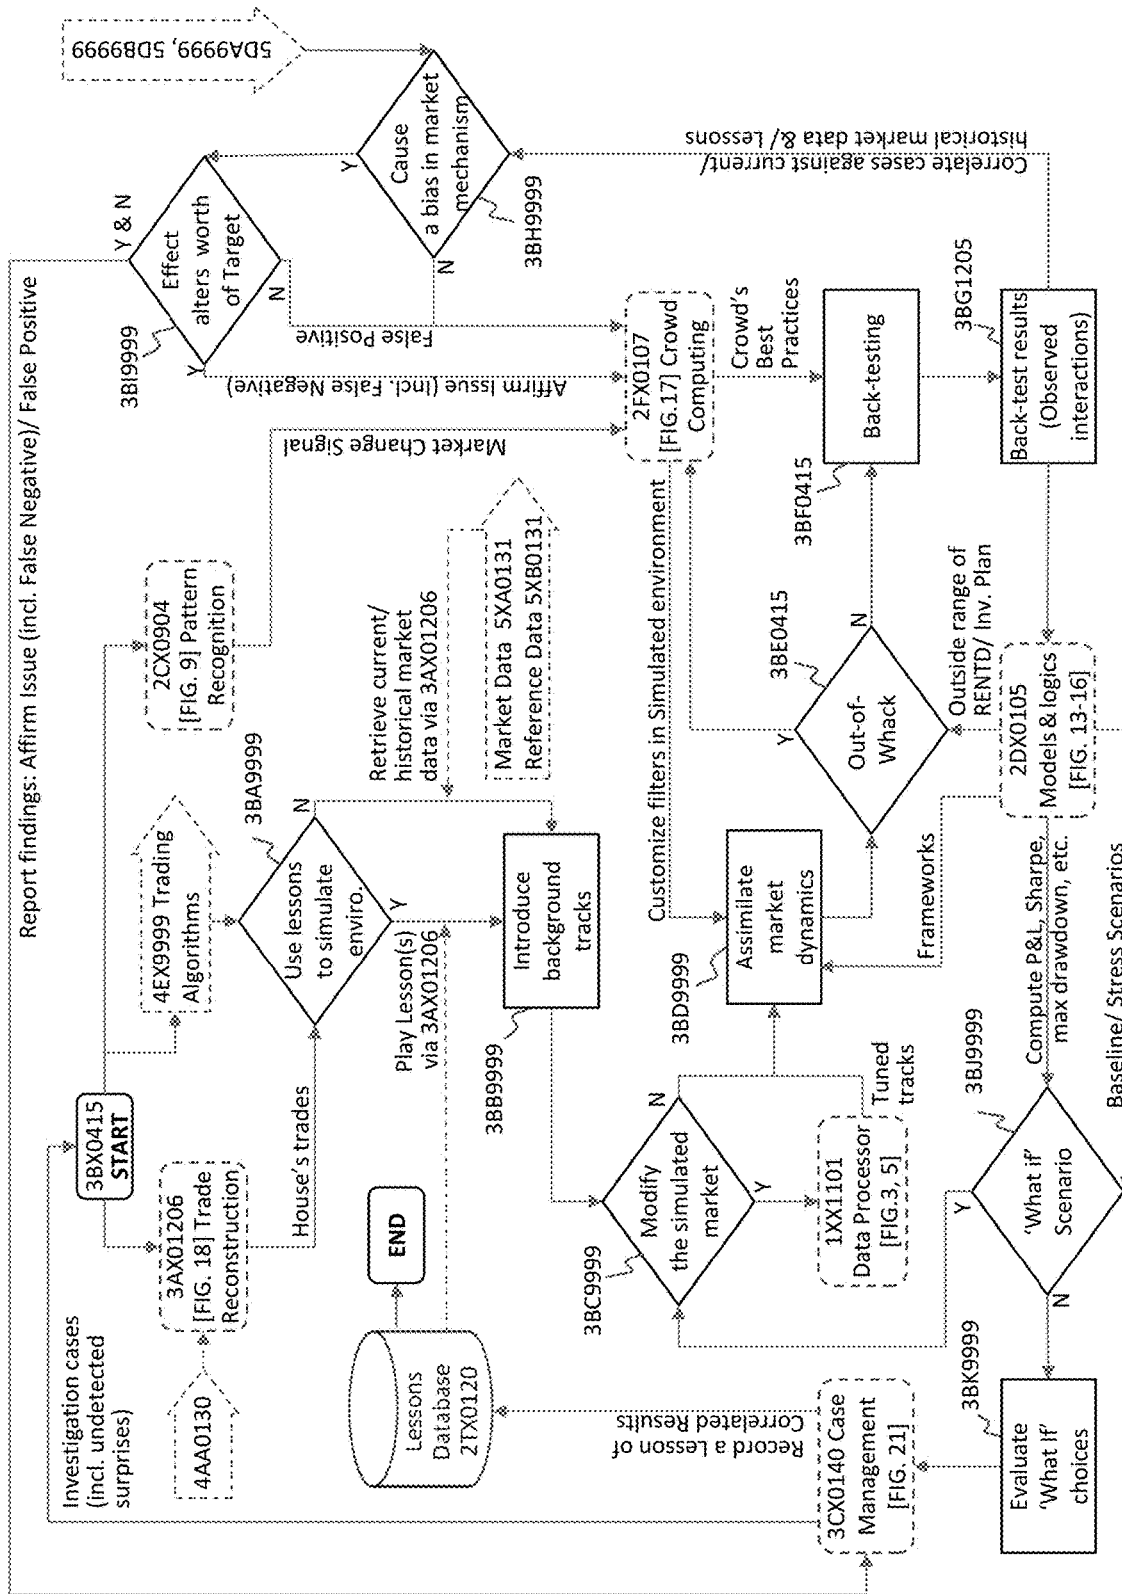 Report findings: Affirm Issue (incl. False Negative)/ False Positive
Investigation cases
(incl. undetected
surprises)
3BX0415
START
4AA0130
3AX01206
[FIG. 18] Trade
Reconstruction
4EX9999 Trading
Algorithms
2CX0904
[FIG. 9] Pattern
Recognition
3BI9999
Effect
alters worth
of Target
Y & N
N
Y
5DA9999, 5DB9999
Cause
a bias in market
mechanism
Y
N
3BH9999
House's trades
3BA9999
Use lessons
to simulate
enviro.
N
Y
Market Change Signal
Affirm Issue (incl. False Negative)
False Positive
Correlate cases against current/
historical market data &/ Lessons
END
Lessons
Database
2TX0120
Play Lesson(s)
via 3AX01206
Retrieve current/
historical market
data via 3AX01206
Market Data 5XA0131
Reference Data 5XB0131
3BB9999
Introduce
background
tracks
2FX0107
[FIG.17] Crowd
Computing
Customize filters in Simulated environment
Crowd's
Best
Practices
3BC9999
Modify
the simulated
market
N
Y
1XX1101
Data Processor
[FIG.3, 5]
Tuned
tracks
3BD9999
Assimilate
market
dynamics
3BE0415
Out-of-
Whack
Y
N
3BF0415
Back-testing
3BG1205
Back-test results
(Observed
interactions)
Frameworks
Outside range of
RENTD/ Inv. Plan
2DX0105
Models & logics
[FIG. 13-16]
Compute P&L, Sharpe,
max drawdown, etc.
Baseline/ Stress Scenarios
3BJ9999
'What if'
Scenario
Y
N
3BK9999
Evaluate
'What If'
choices
3CX0140 Case
Management
[FIG. 21]
Record a Lesson of
Correlated Results